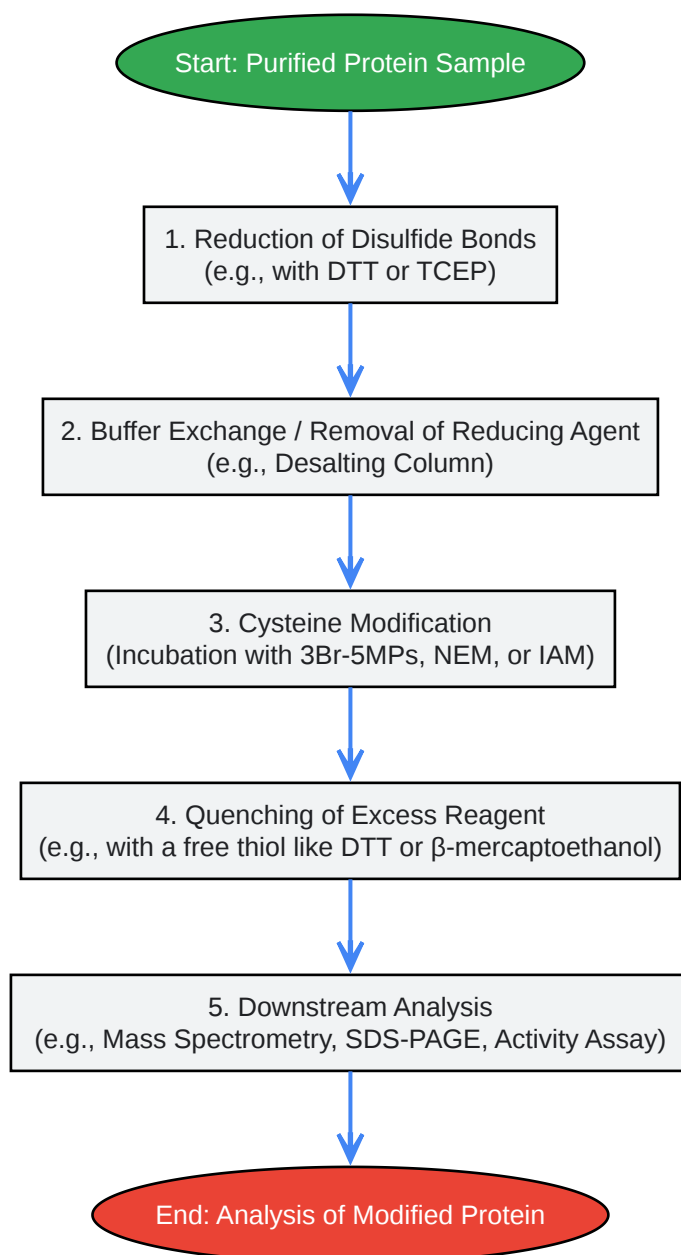 Start: Purified Protein Sample
1. Reduction of Disulfide Bonds
(e.g., with DTT or TCEP)
2. Buffer Exchange / Removal of Reducing Agent
(e.g., Desalting Column)
3. Cysteine Modification
(Incubation with 3Br-5MPs, NEM, or IAM)
4. Quenching of Excess Reagent
(e.g., with a free thiol like DTT or β-mercaptoethanol)
5. Downstream Analysis
(e.g., Mass Spectrometry, SDS-PAGE, Activity Assay)
End: Analysis of Modified Protein